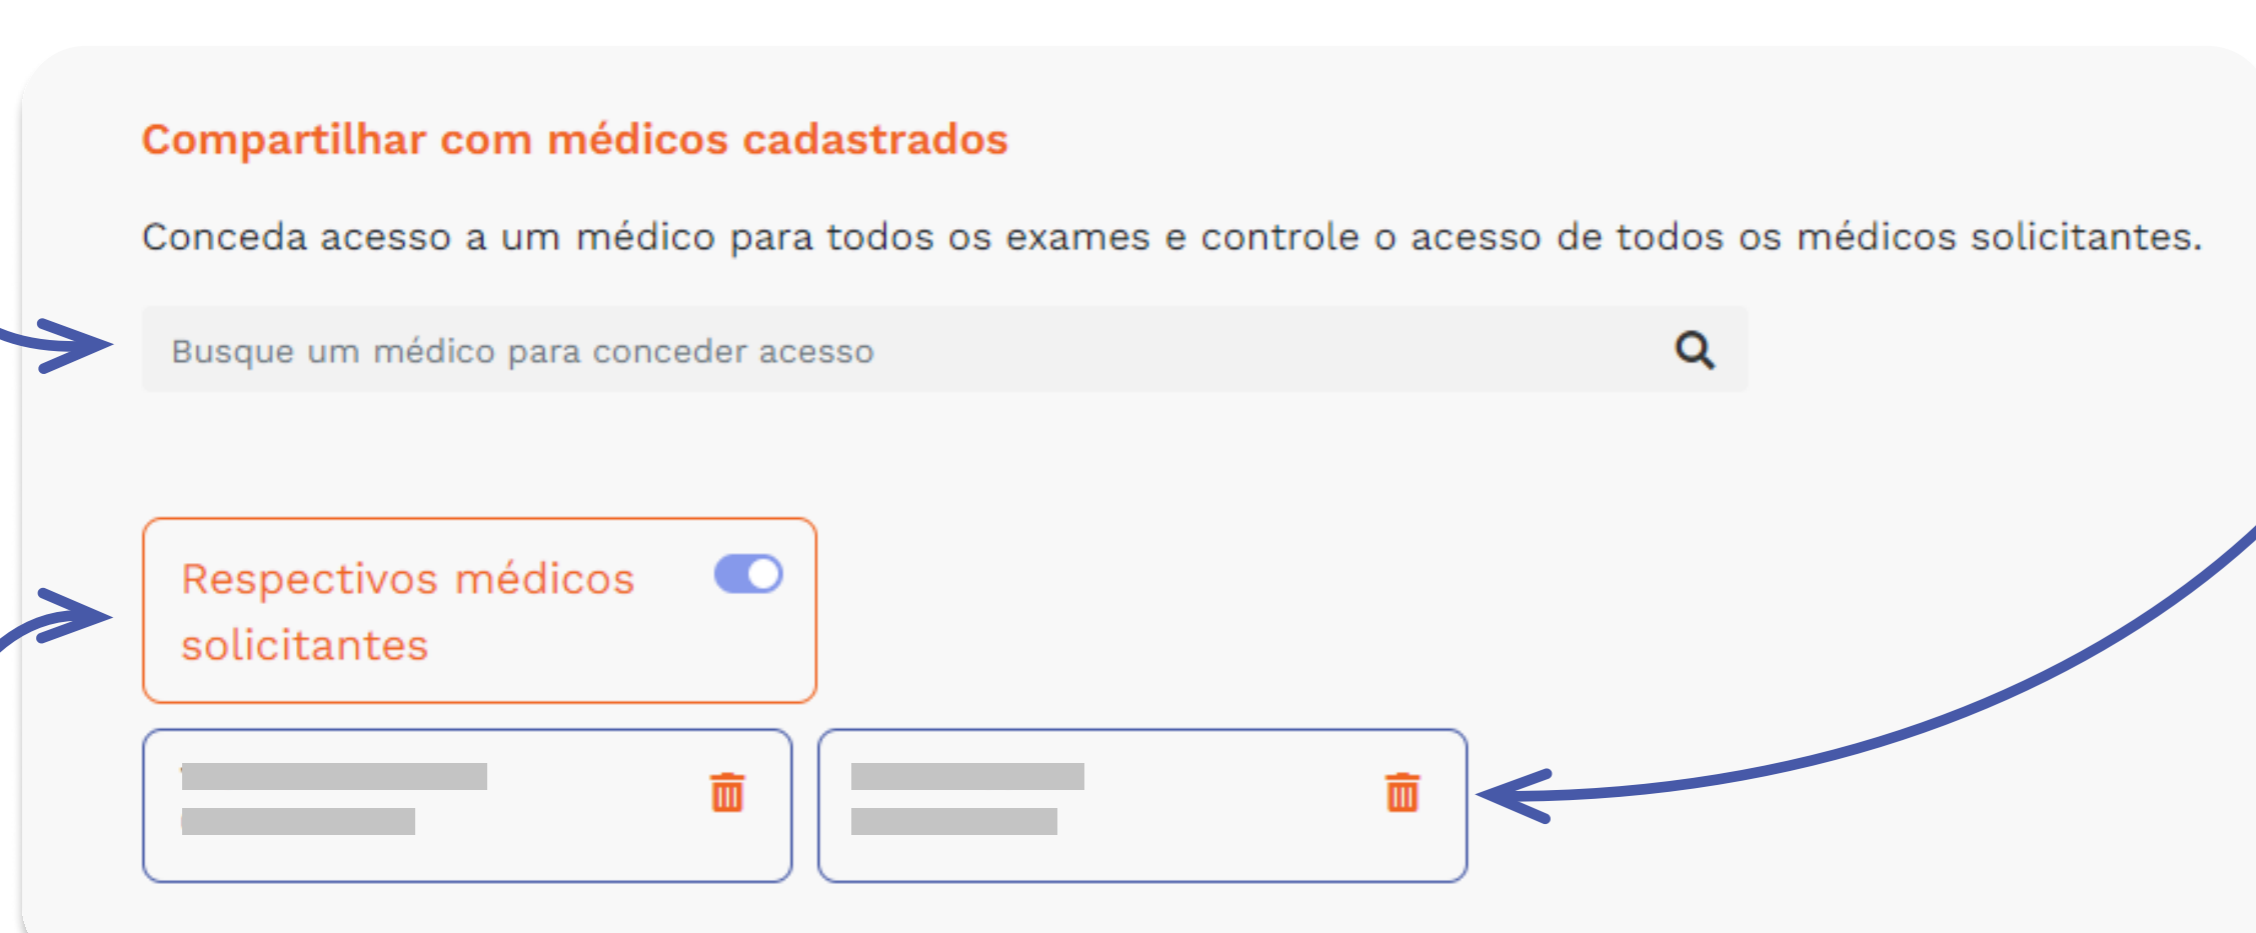 Compartilhar com médicos cadastrados
Conceda acesso a um médico para todos os exames e controle o acesso de todos os médicos solicitantes.
Busque um médico para conceder acesso
Respectivos médicos
solicitantes